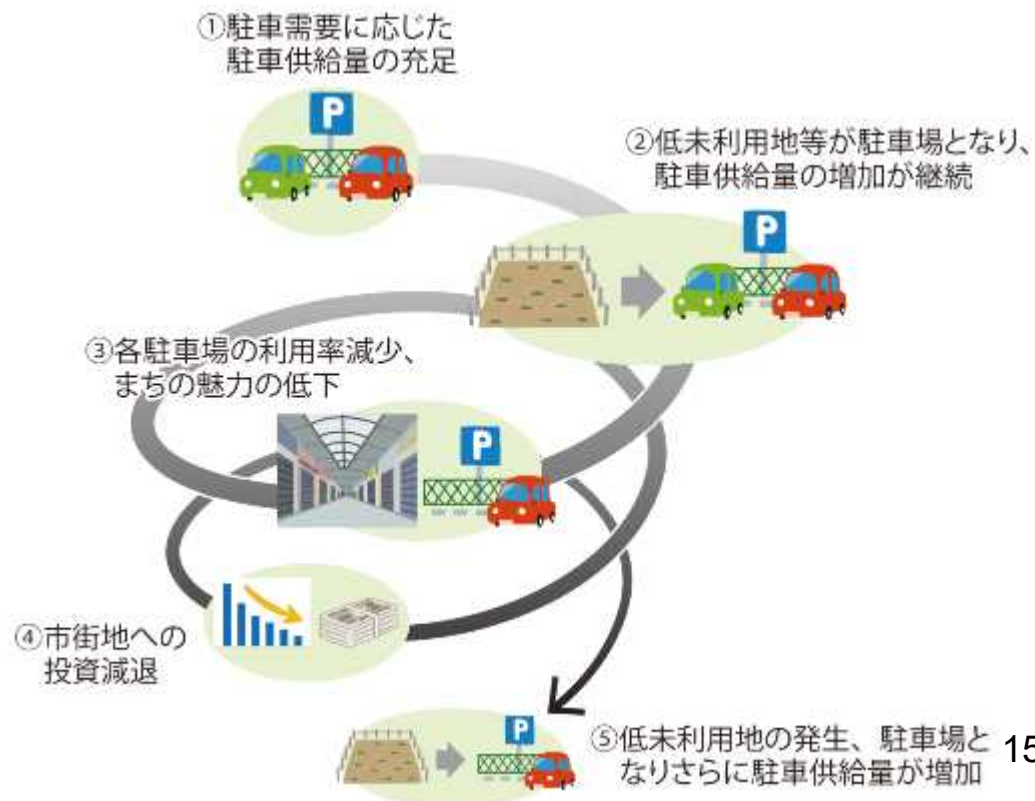 ①駐車需要に応じた
駐車供給量の充足
P
②低未利用地等が駐車場となり、
駐車供給量の増加が継続
P
③各駐車場の利用率減少、
まちの魅力の低下
P
④市街地への
投資減退
P
⑤低未利用地の発生、駐車場と
なりさらに駐車供給量が増加
15